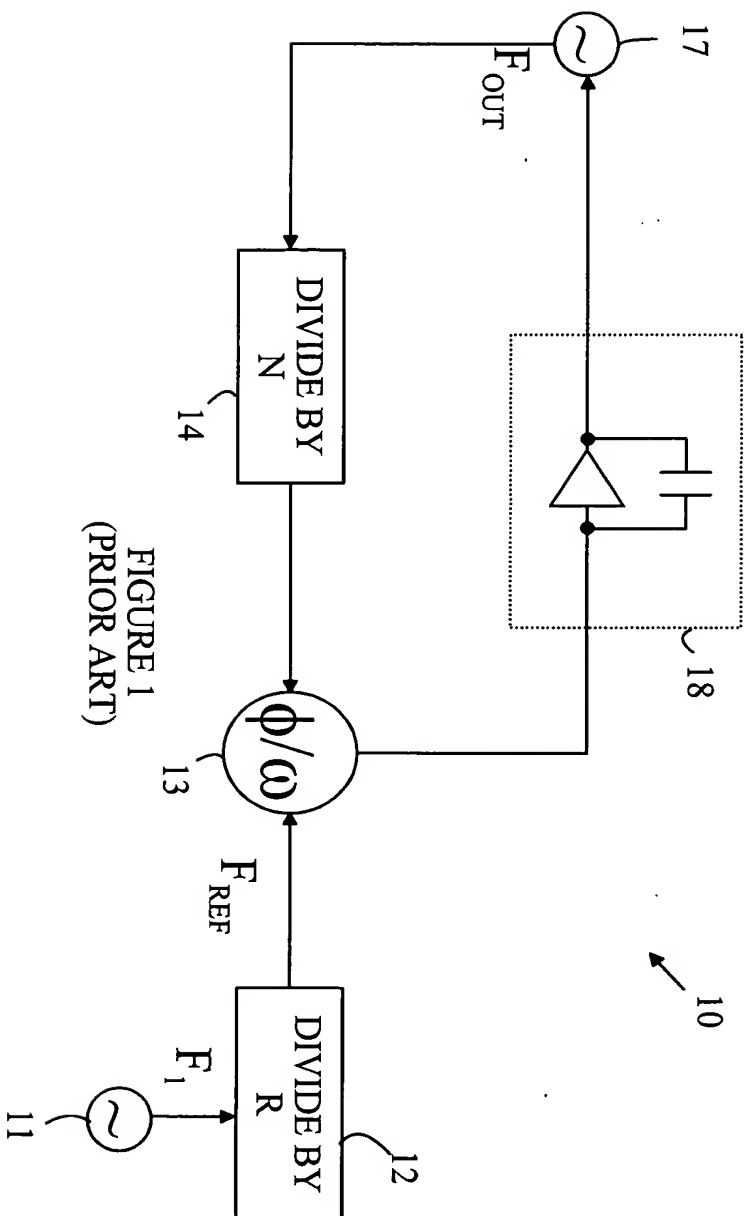 17
F OUT
18
DIVIDE BY
N
14
FIGURE 1
(PRIOR ART)
ϕ/ω
13
F REF
10
DIVIDE BY
R
12
F 1
11